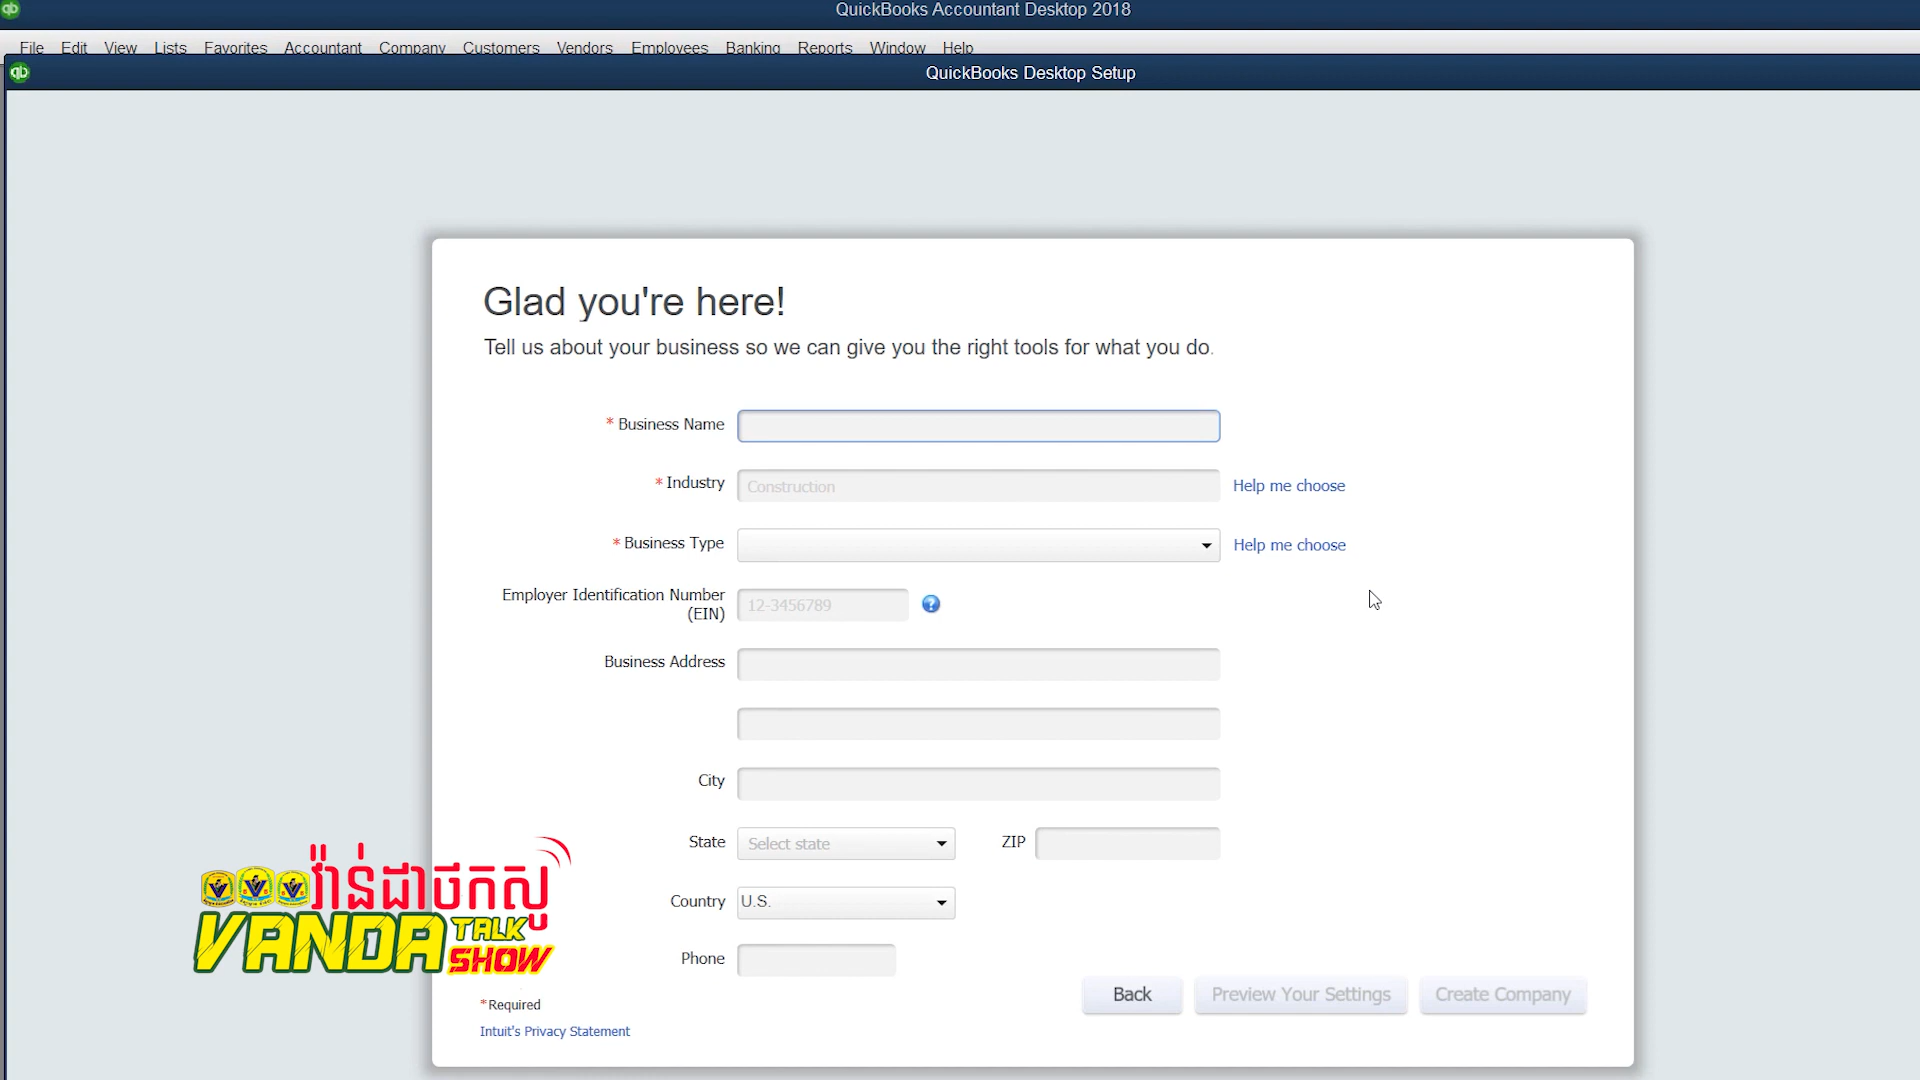 QuickBooks Accountant Desktop 2018
File Edit View Lists Favorites Accountant Company Customers Vendors Employees Banking Reports Window Help
QuickBooks Desktop Setup
Glad you're here!
Tell us about your business so we can give you the right tools for what you do.
* Business Name
* Industry Construction Help me choose
* Business Type Help me choose
Employer Identification Number
(EIN) 12-3456789
Business Address
City
State Select state ZIP
Country U.S.
Phone
*Required
Intuit's Privacy Statement
Back Preview Your Settings Create Company
វ៉ាន់ដាថកសូ
VANDA TALK
SHOW